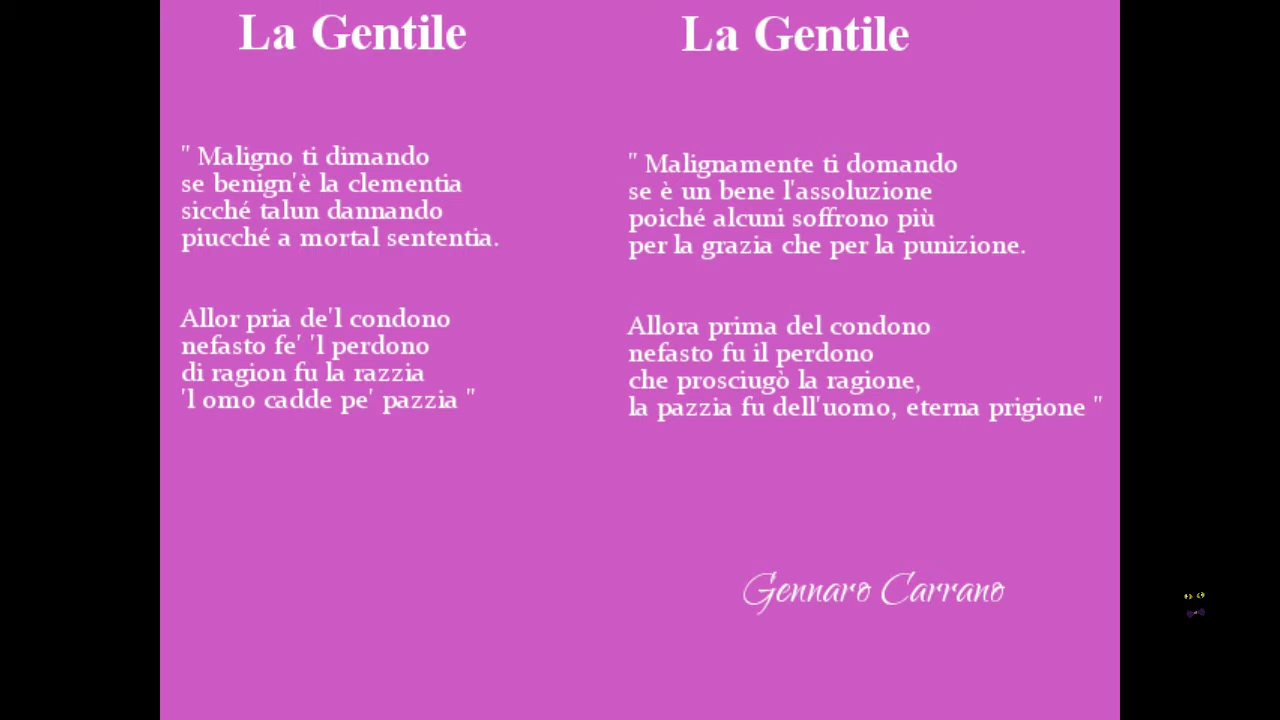 La Gentile
" Maligno ti dimando
se benign'è la clementia
sicché talun dannando
piucché a mortal sententia.
Allor pria de'l condono
nefasto fe' 'l perdono
di ragion fu la razzia
'l omo cadde pe' pazzia "
La Gentile
" Malignamente ti domando
se è un bene l'assoluzione
poiché alcuni soffrono più
per la grazia che per la punizione.
Allora prima del condono
nefasto fu il perdono
che prosciugò la ragione,
la pazzia fu dell'uomo, eterna prigione "
Gennaro Carrano